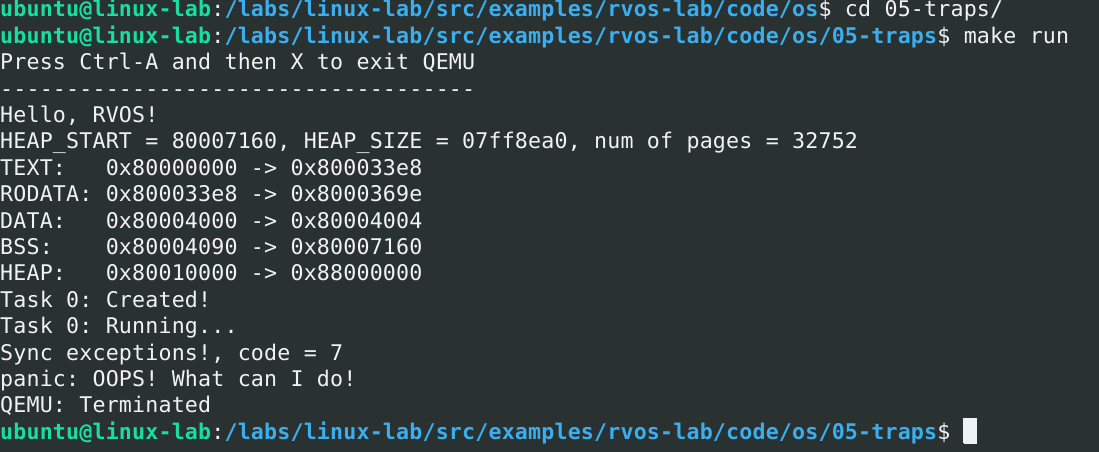 ubuntu@linux-lab:/labs/linux-lab/src/examples/rvos-lab/code/os$ cd 05-traps/
ubuntu@linux-lab:/labs/linux-lab/src/examples/rvos-lab/code/os/05-traps$ make run
Press Ctrl-A and then X to exit QEMU
------------------------------------
Hello, RVOS!
HEAP_START = 80007160, HEAP_SIZE = 07ff8ea0, num of pages = 32752
TEXT:   0x80000000 -> 0x800033e8
RODATA: 0x800033e8 -> 0x8000369e
DATA:   0x80004000 -> 0x80004004
BSS:    0x80004090 -> 0x80007160
HEAP:   0x80010000 -> 0x88000000
Task 0: Created!
Task 0: Running...
Sync exceptions!, code = 7
panic: OOPS! What can I do!
QEMU: Terminated
ubuntu@linux-lab:/labs/linux-lab/src/examples/rvos-lab/code/os/05-traps$